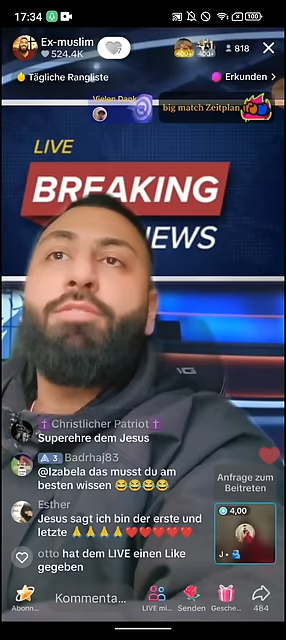 17:34
100
Ex-muslim
524.4K
400+
818
Tägliche Rangliste
Erkunden >
Vielen Dank
big match Zeitplan
LIVE
BREAKING
NEWS
NG
Christlicher Patriot
Superehre dem Jesus
3 Badrhaj83
@Izabela das musst du am
besten wissen 😂😂😂😂
Anfrage zum
Beitreten
Esther
Jesus sagt ich bin der erste und
letzte 🙏🙏🙏🙏❤️❤️❤️❤️❤️
4,00
J •
otto hat dem LIVE einen Like
gegeben
Abonn...
Kommenta...
LIVE mi...
Senden
Gesche...
484